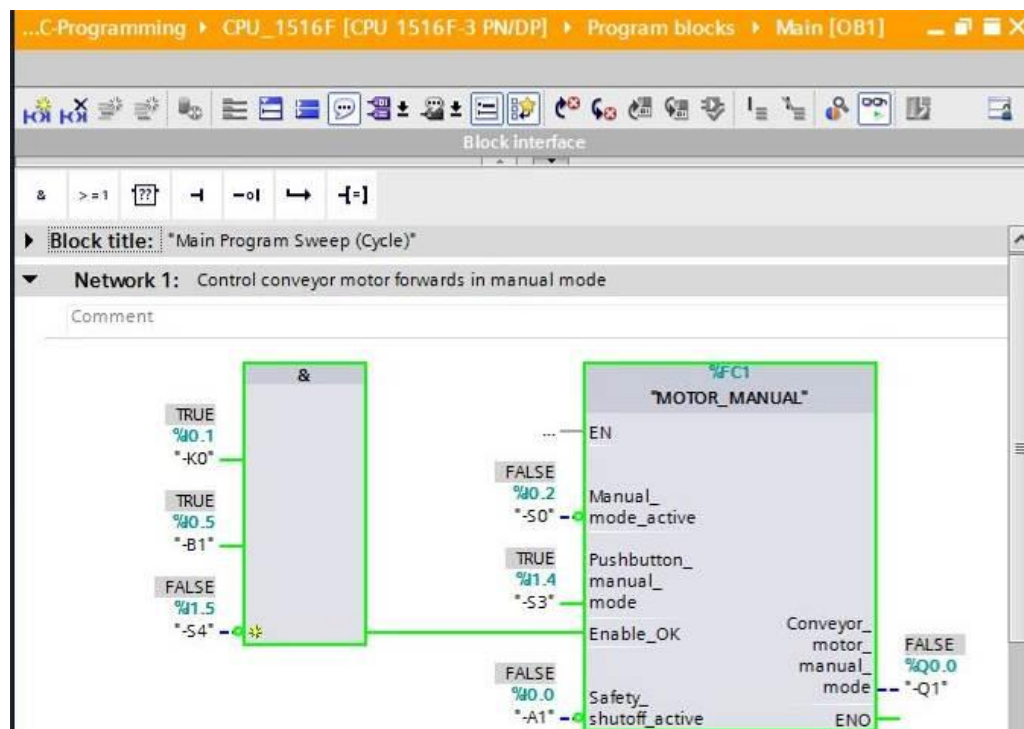 ...C-Programming ▸ CPU_1516F [CPU 1516F-3 PN/DP] ▸ Program blocks ▸ Main [OB1]
Block interface
& >=1 ?? -[=]
Block title: "Main Program Sweep (Cycle)"
Network 1: Control conveyor motor forwards in manual mode
Comment
&
TRUE
%I0.1
"-K0"
TRUE
%I0.5
"-B1"
FALSE
%I1.5
"-S4"
%FC1
"MOTOR_MANUAL"
... EN
FALSE
%I0.2
"-S0"
Manual_
mode_active
TRUE
%I1.4
"-S3"
Pushbutton_
manual_
mode
Enable_OK
FALSE
%I0.0
"-A1"
Safety_
shutoff_active
Conveyor_
motor_
manual_
mode
FALSE
%Q0.0
"-Q1"
ENO